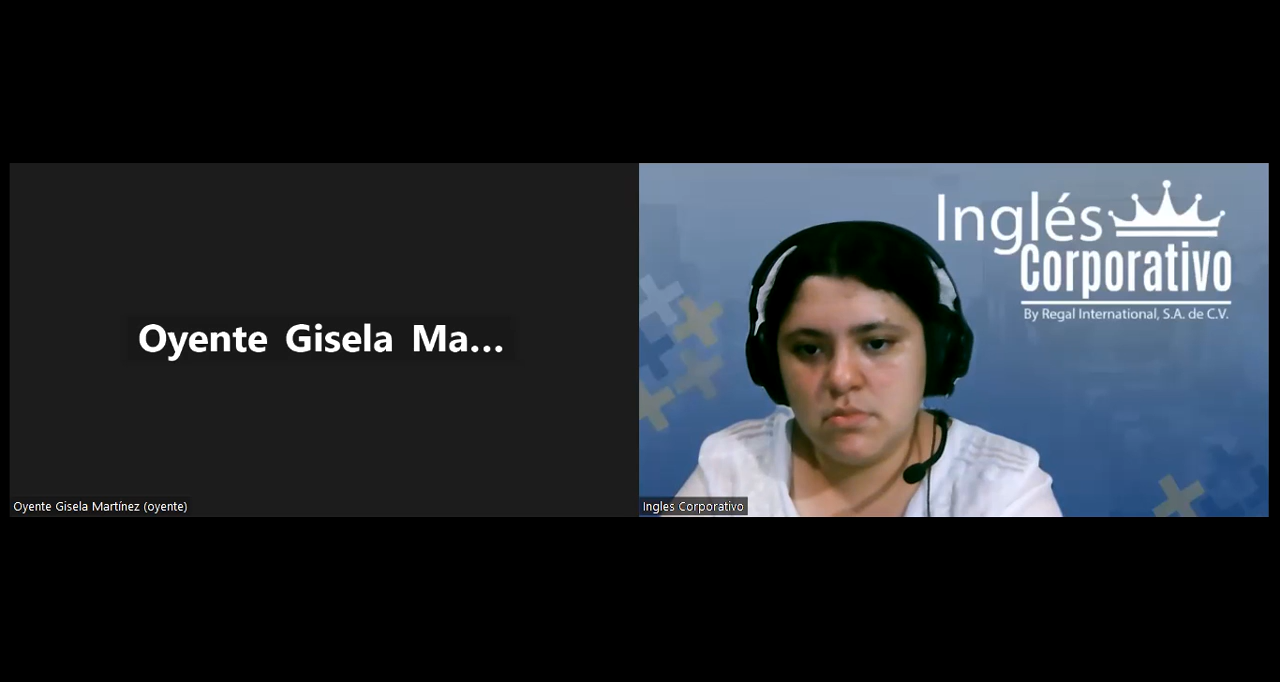 Oyente Gisela Ma...
Oyente Gisela Martínez (oyente)
Inglés
Corporativo
By Regal International, S.A. de C.V.
Ingles Corporativo